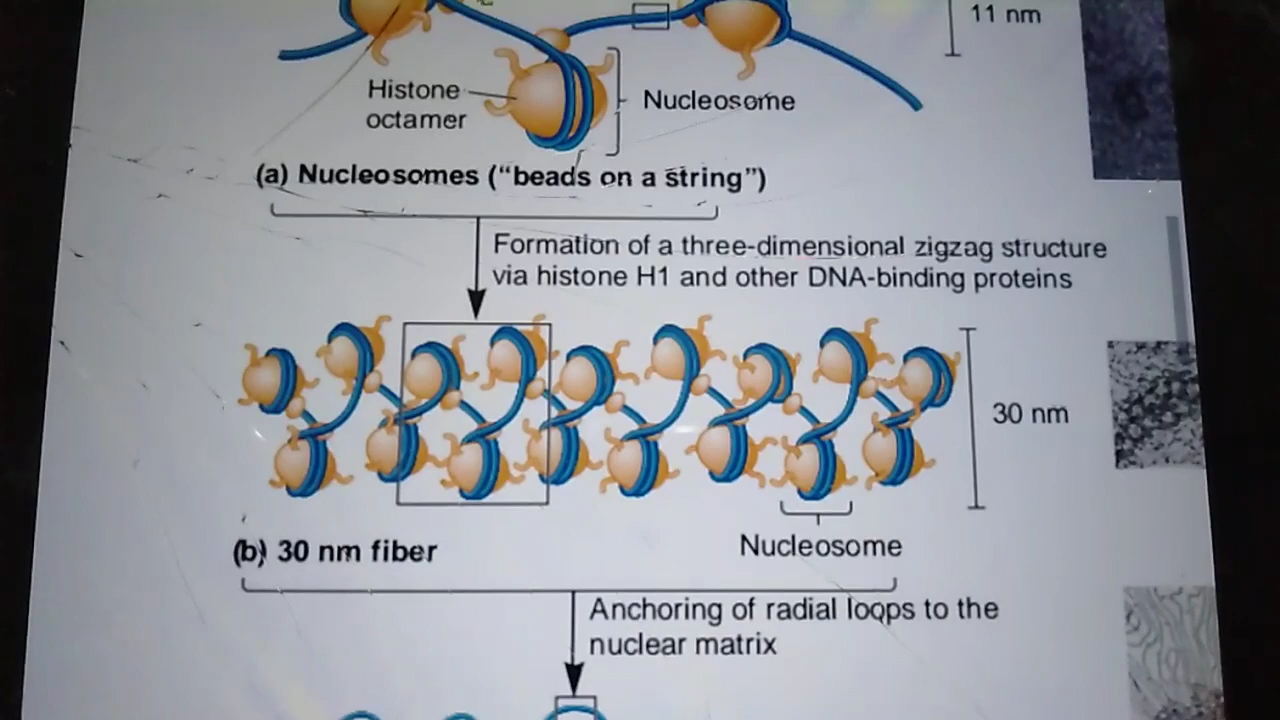 11 nm
Histone
octamer
Nucleosome
(a) Nucleosomes (“beads on a string”)
Formation of a three-dimensional zigzag structure
via histone H1 and other DNA-binding proteins
30 nm
Nucleosome
(b) 30 nm fiber
Anchoring of radial loops to the
nuclear matrix